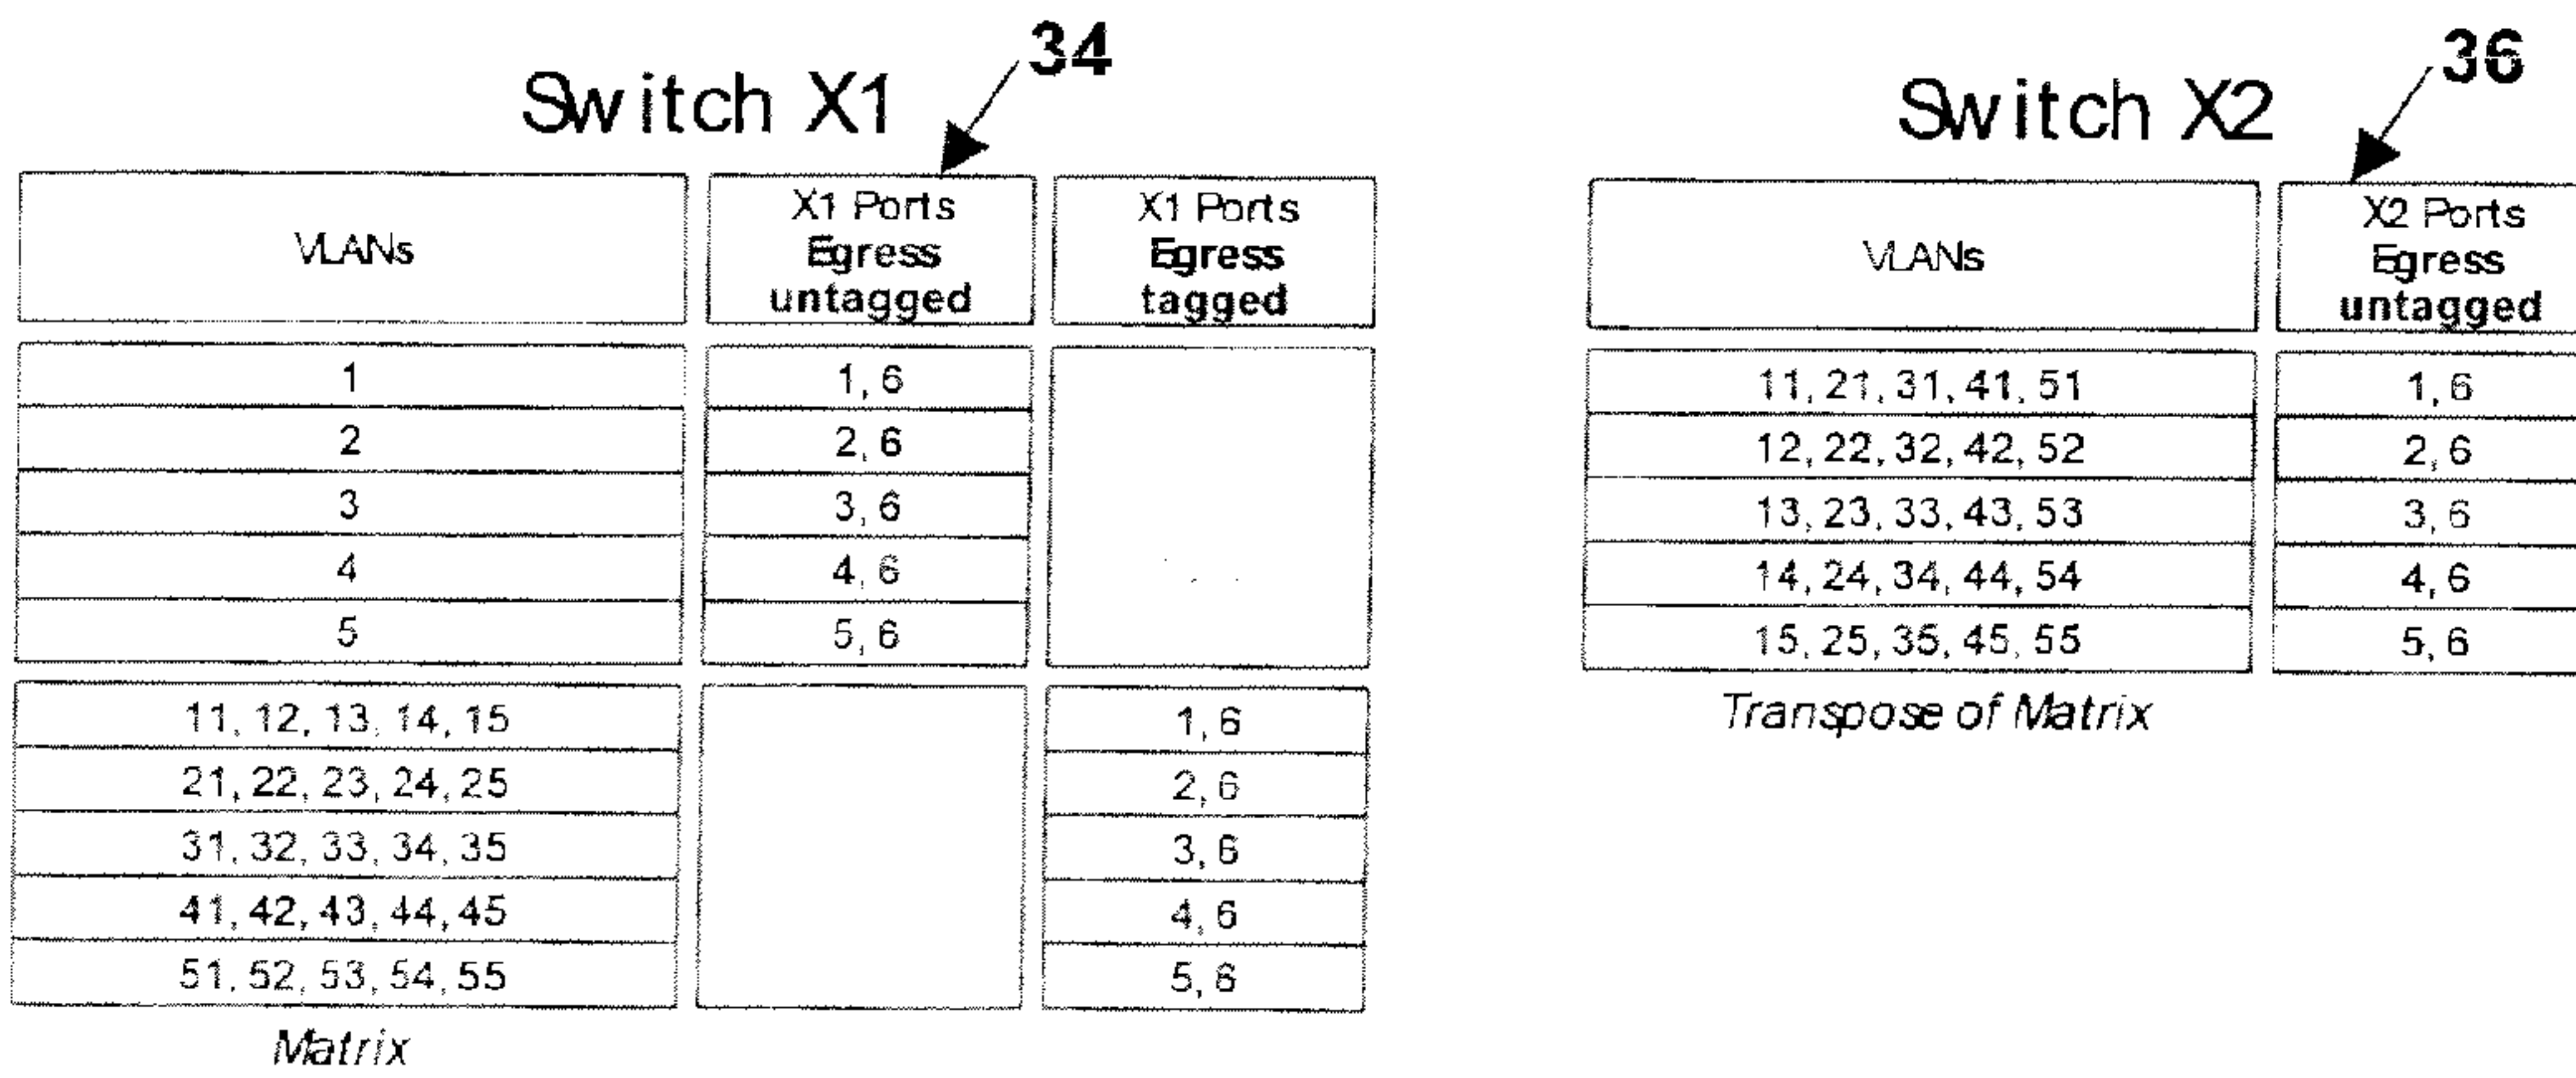 34
Switch X1
VLANs
X1 Ports
Egress
untagged
X1 Ports
Egress
tagged
1
1, 6
2
2, 6
3
3, 6
4
4, 6
5
5, 6
11, 12, 13, 14, 15
1, 6
21, 22, 23, 24, 25
2, 6
31, 32, 33, 34, 35
3, 6
41, 42, 43, 44, 45
4, 6
51, 52, 53, 54, 55
5, 6
Matrix
36
Switch X2
VLANs
X2 Ports
Egress
untagged
11, 21, 31, 41, 51
1, 6
12, 22, 32, 42, 52
2, 6
13, 23, 33, 43, 53
3, 6
14, 24, 34, 44, 54
4, 6
15, 25, 35, 45, 55
5, 6
Transpose of Matrix